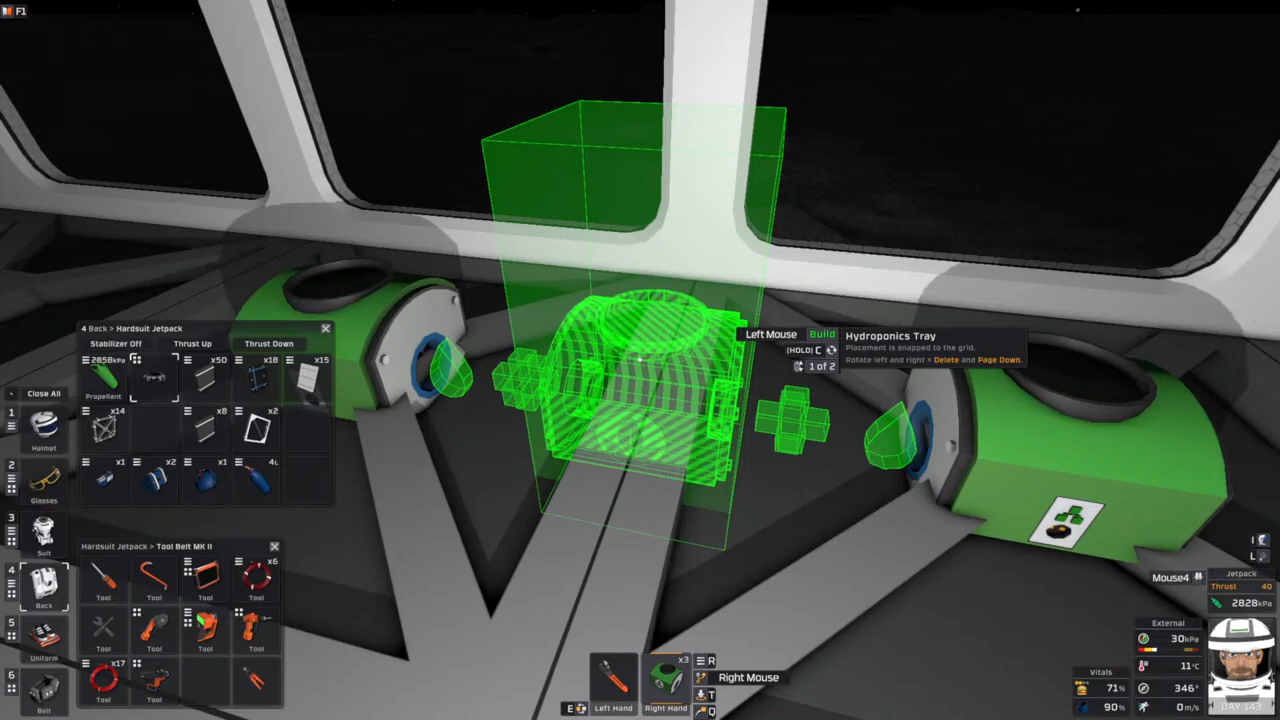 F1
4 Back > Hardsuit Jetpack
Stabilizer Off Thrust Up Thrust Down
2858kPa x50 x18 x15
Propellant
x14 x8 x2
x1 x2 x1 4L
Close All
1
Helmet
2
Glasses
3
Suit
4
Back
5
Uniform
6
Belt
Hardsuit Jetpack > Tool Belt MK II
x6
Tool Tool Tool Tool
Tool Tool Tool Tool
x17
Tool Tool
Left Mouse Build
(HOLD) C
1 of 2
Hydroponics Tray
Placement is snapped to the grid.
Rotate left and right = Delete and Page Down.
E Left Hand
x3
Right Hand
R
Right Mouse
T
Q
I
L
Mouse4
Jetpack
Thrust 40
2828kPa
External
30kPa
11°C
346°
0m/s
Vitals
71%
90%
DAY 143